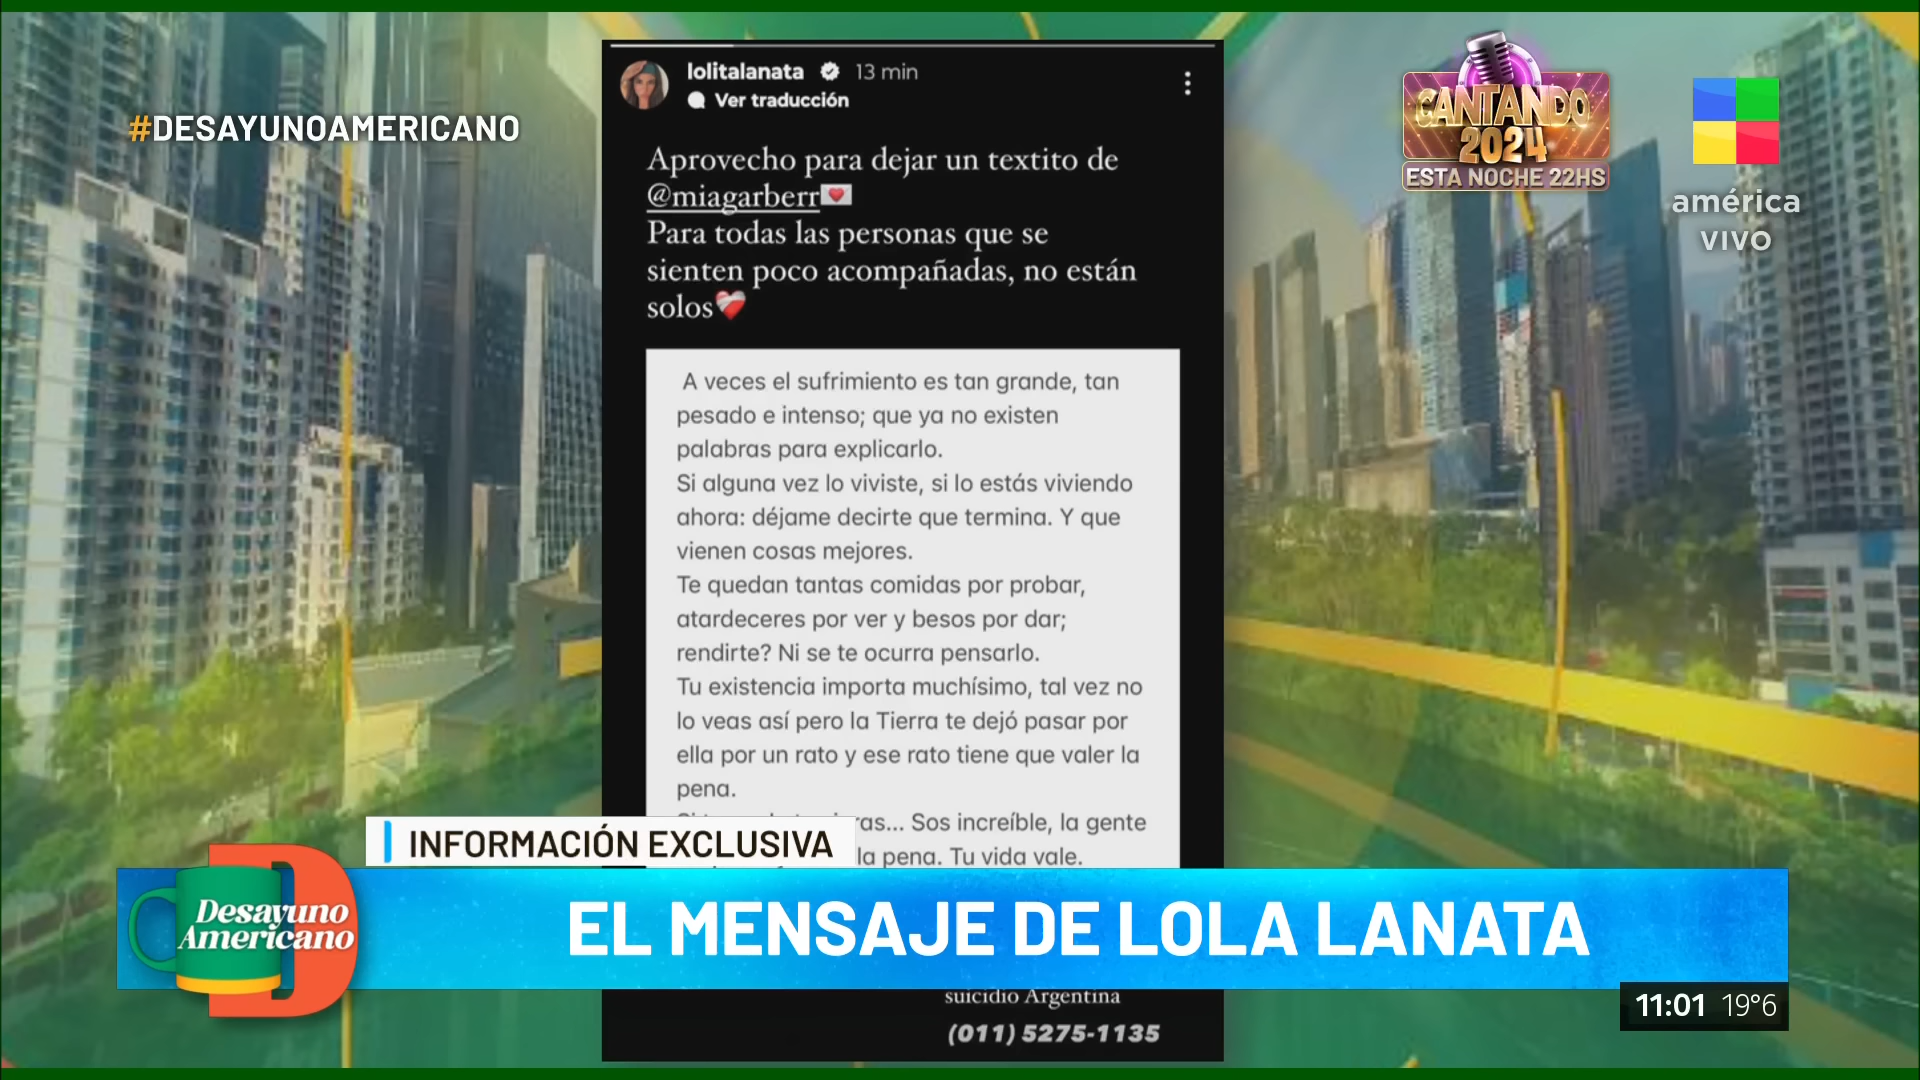 #DESAYUNOAMERICANO
lolitalanata 13 min
Ver traducción
Aprovecho para dejar un textito de
@miagarberr
Para todas las personas que se
sienten poco acompañadas, no están
solos
A veces el sufrimiento es tan grande, tan
pesado e intenso; que ya no existen
palabras para explicarlo.
Si alguna vez lo viviste, si lo estás viviendo
ahora: déjame decirte que termina. Y que
vienen cosas mejores.
Te quedan tantas comidas por probar,
atardeceres por ver y besos por dar;
rendirte? Ni se te ocurra pensarlo.
Tu existencia importa muchísimo, tal vez no
lo veas así pero la Tierra te dejó pasar por
ella por un rato y ese rato tiene que valer la
pena.
... Sos increíble, la gente
la pena. Tu vida vale.
CANTANDO
2024
ESTA NOCHE 22HS
américa
VIVO
INFORMACIÓN EXCLUSIVA
Desayuno
Americano
EL MENSAJE DE LOLA LANATA
suicidio Argentina
(011) 5275-1135
11:01 19°6